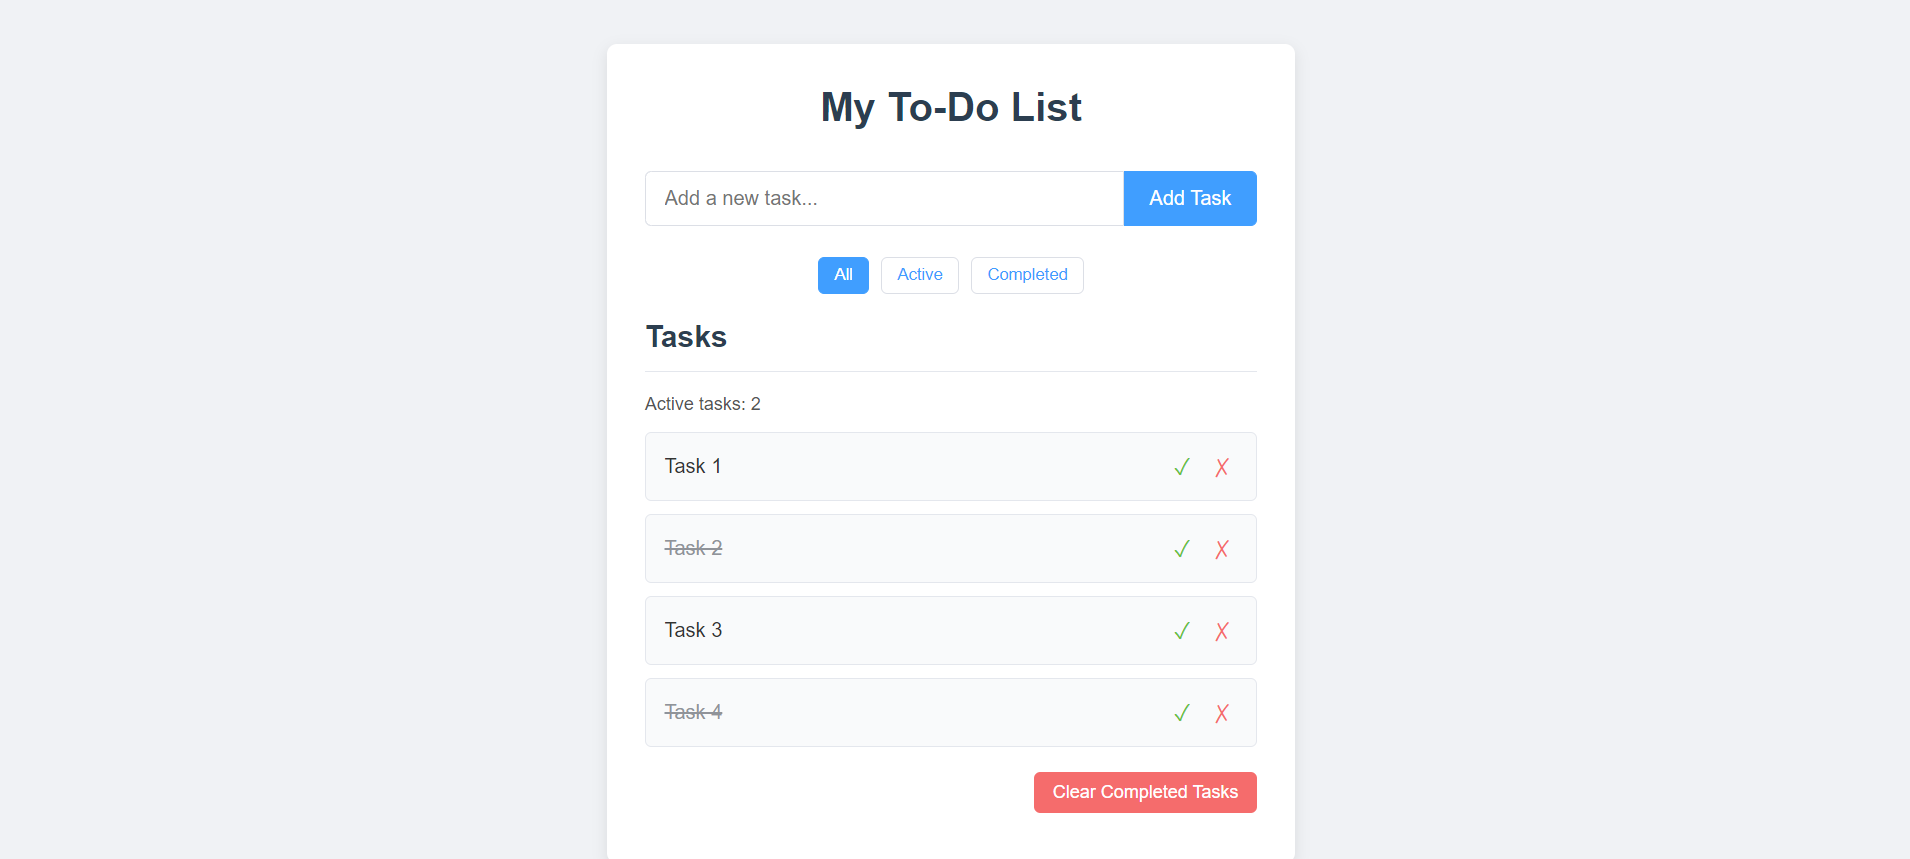 My To-Do List
Add a new task... Add Task
All Active Completed
Tasks
Active tasks: 2
Task 1 ✓ ✗
Task 2 ✓ ✗
Task 3 ✓ ✗
Task 4 ✓ ✗
Clear Completed Tasks